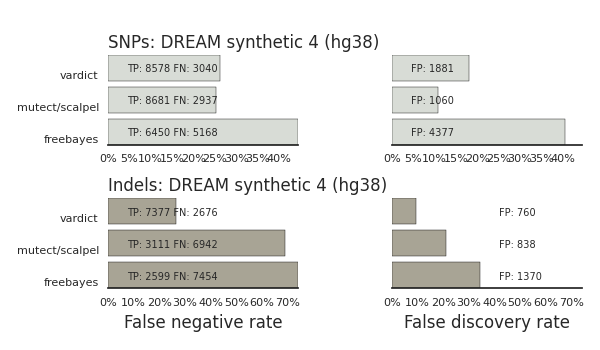 SNPs: DREAM synthetic 4 (hg38)
vardict TP: 8578 FN: 3040 FP: 1881
mutect/scalpel TP: 8681 FN: 2937 FP: 1060
freebayes TP: 6450 FN: 5168 FP: 4377
0% 5% 10% 15% 20% 25% 30% 35% 40% 0% 5% 10% 15% 20% 25% 30% 35% 40%
Indels: DREAM synthetic 4 (hg38)
vardict TP: 7377 FN: 2676 FP: 760
mutect/scalpel TP: 3111 FN: 6942 FP: 838
freebayes TP: 2599 FN: 7454 FP: 1370
0% 10% 20% 30% 40% 50% 60% 70% 0% 10% 20% 30% 40% 50% 60% 70%
False negative rate False discovery rate